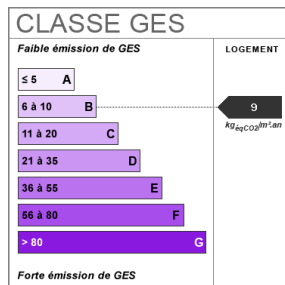 CLASSE GES
Faible émission de GES
LOGEMENT
≤ 5 A
6 à 10 B
9
kgéqCO2/m².an
11 à 20 C
21 à 35 D
36 à 55 E
56 à 80 F
> 80 G
Forte émission de GES